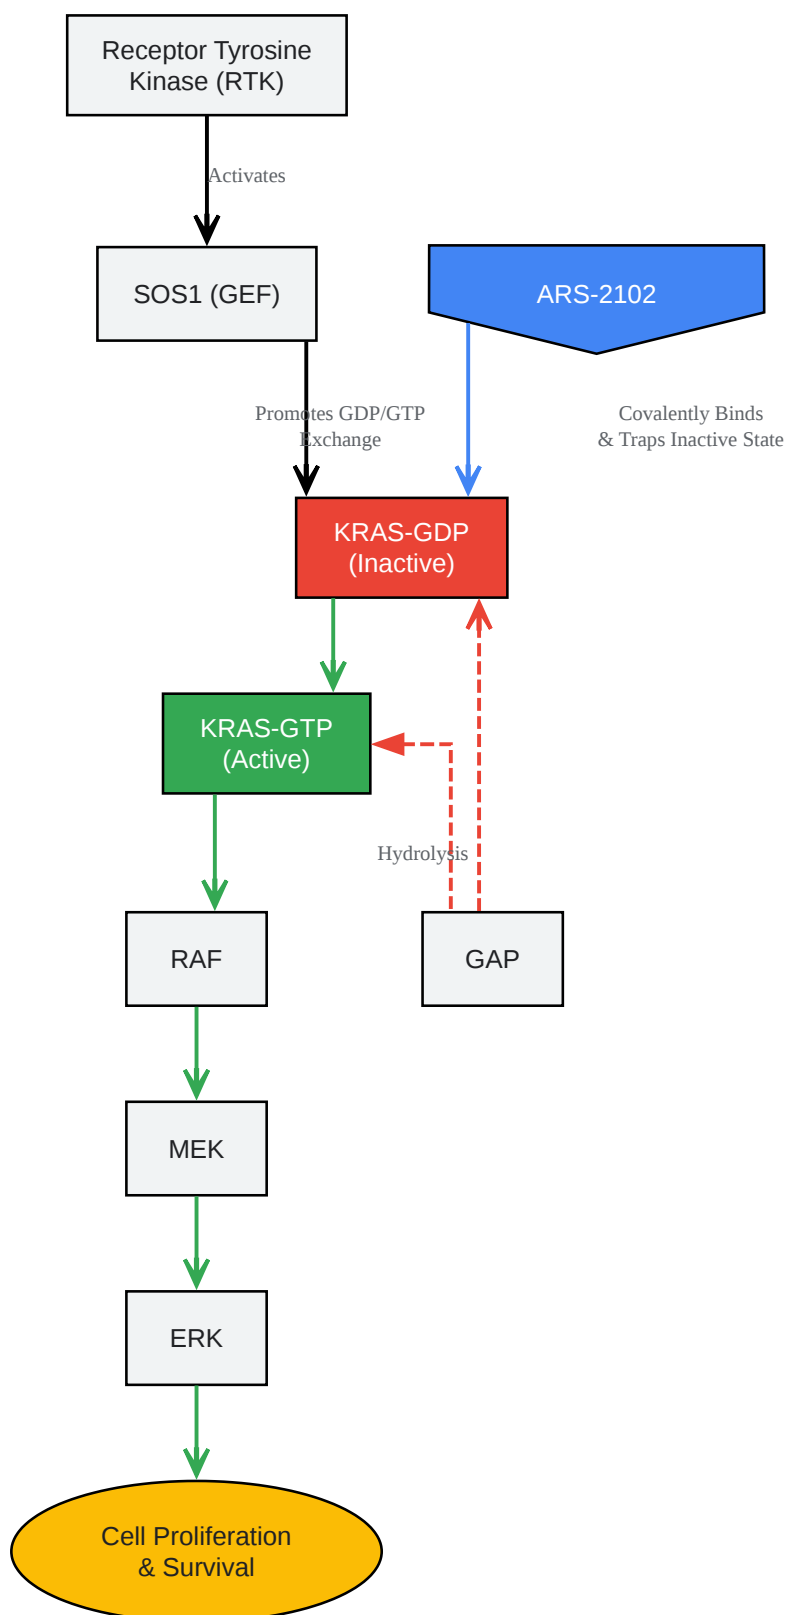 Receptor Tyrosine
Kinase (RTK)
Activates
SOS1 (GEF)
ARS-2102
Promotes GDP/GTP
Exchange
Covalently Binds
& Traps Inactive State
KRAS-GDP
(Inactive)
KRAS-GTP
(Active)
Hydrolysis
RAF
GAP
MEK
ERK
Cell Proliferation
& Survival